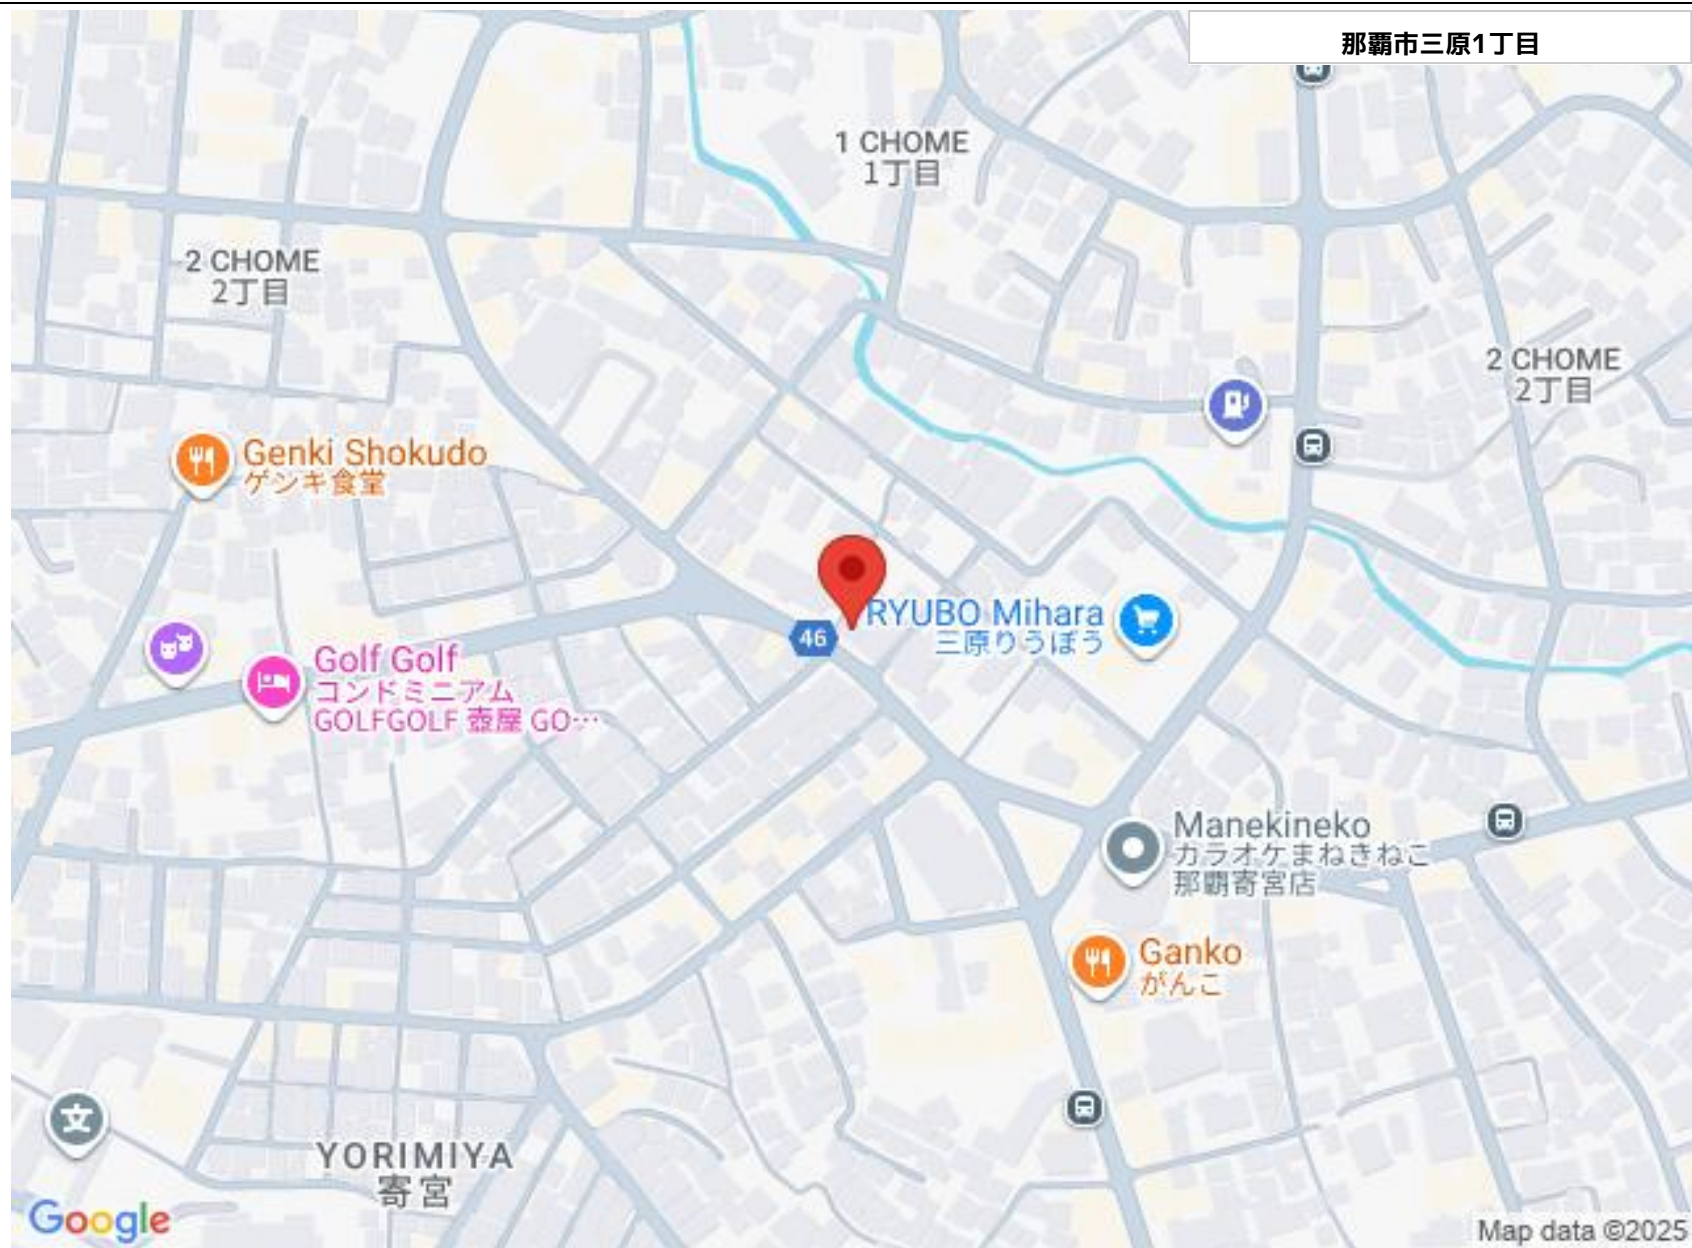 那覇市三原1丁目
1 CHOME
1丁目
2 CHOME
2丁目
2 CHOME
2丁目
Genki Shokudo
ゲンキ食堂
RYUBO Mihara
三原りうぼう
46
Golf Golf
コンドミニアム
GOLFGOLF 壺屋 GO…
Manekineko
カラオケまねきねこ
那覇寄宮店
Ganko
がんこ
文
YORIMIYA
寄宮
Google
Map data ©2025